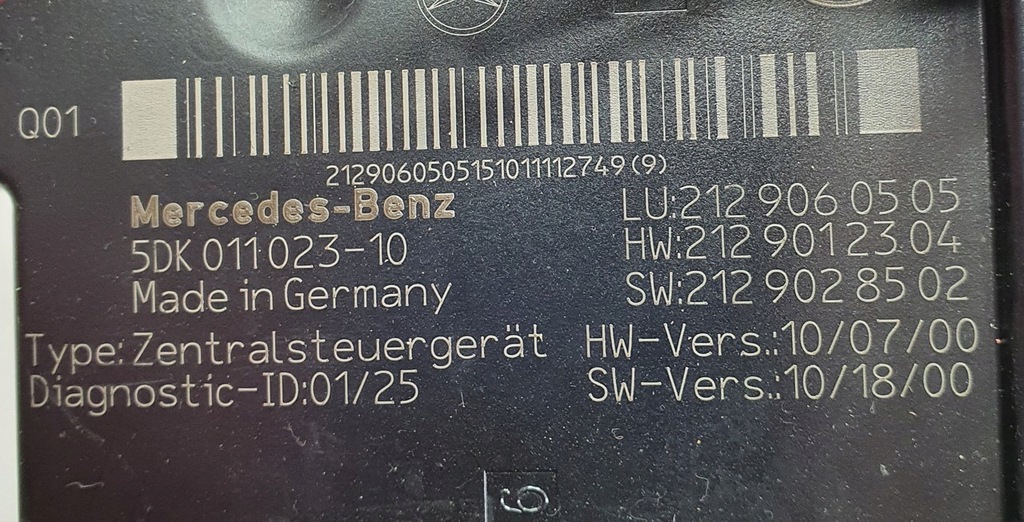 Q01
2129060505151011112749(9)
Mercedes-Benz
LU:212 906 05 05
5DK 011 023-10
HW:212 901 23 04
Made in Germany
SW:212 902 85 02
Type:Zentralsteuergerät
HW-Vers.:10/07/00
Diagnostic-ID:01/25
SW-Vers.:10/18/00
6